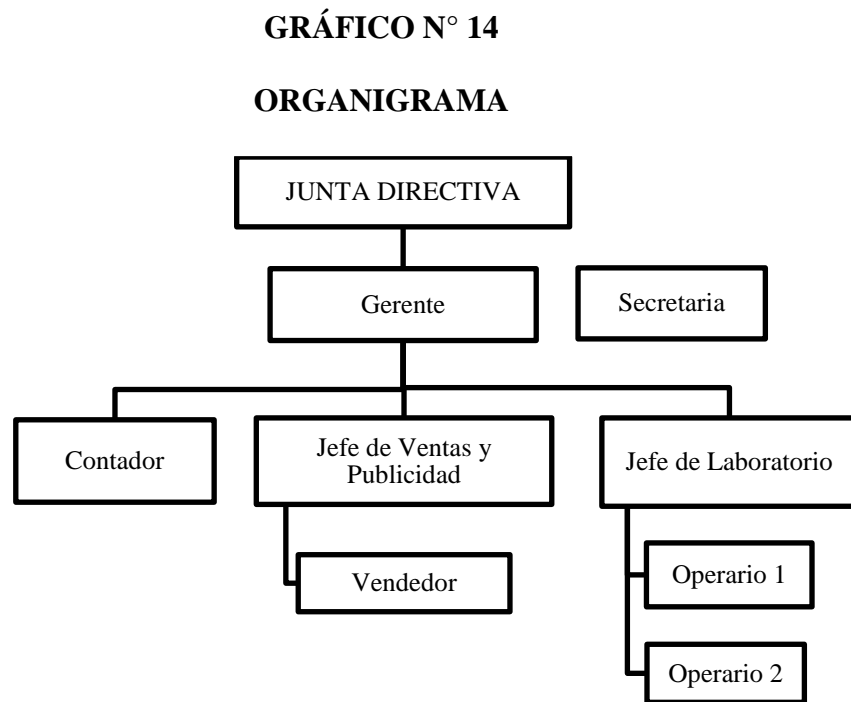 GRÁFICO N° 14
ORGANIGRAMA
JUNTA DIRECTIVA
Gerente
Secretaria
Contador
Jefe de Ventas y
Publicidad
Jefe de Laboratorio
Vendedor
Operario 1
Operario 2